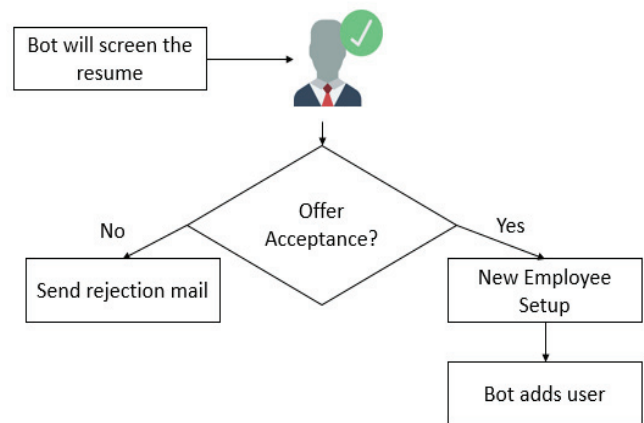 Bot will screen the
resume
Offer
Acceptance?
No
Yes
Send rejection mail
New Employee
Setup
Bot adds user